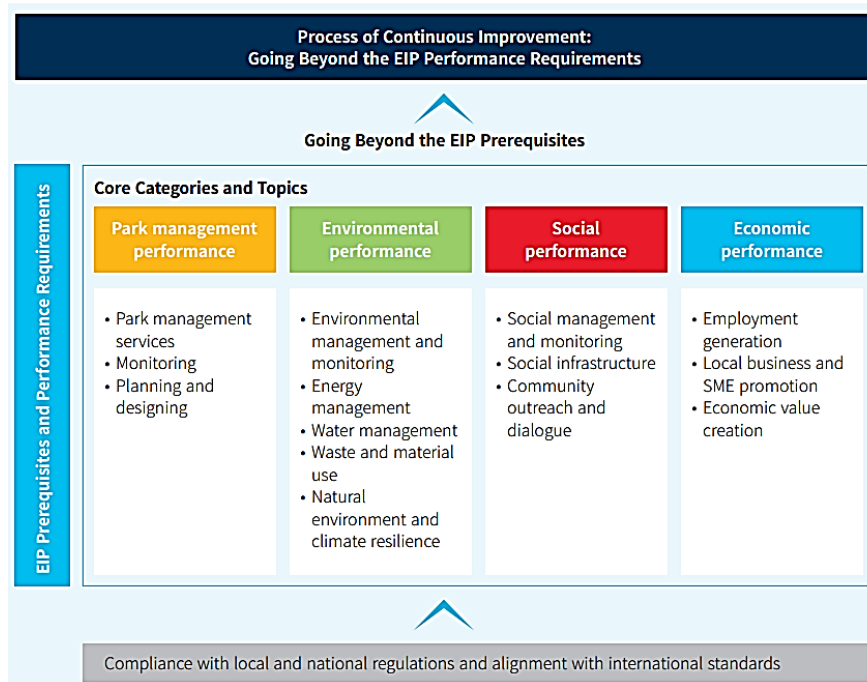 Process of Continuous Improvement:
Going Beyond the EIP Performance Requirements
Going Beyond the EIP Prerequisites
EIP Prerequisites and Performance Requirements
Core Categories and Topics
Park management
performance
• Park management
services
• Monitoring
• Planning and
designing
Environmental
performance
• Environmental
management and
monitoring
• Energy
management
• Water management
• Waste and material
use
• Natural
environment and
climate resilience
Social
performance
• Social management
and monitoring
• Social infrastructure
• Community
outreach and
dialogue
Economic
performance
• Employment
generation
• Local business and
SME promotion
• Economic value
creation
Compliance with local and national regulations and alignment with international standards